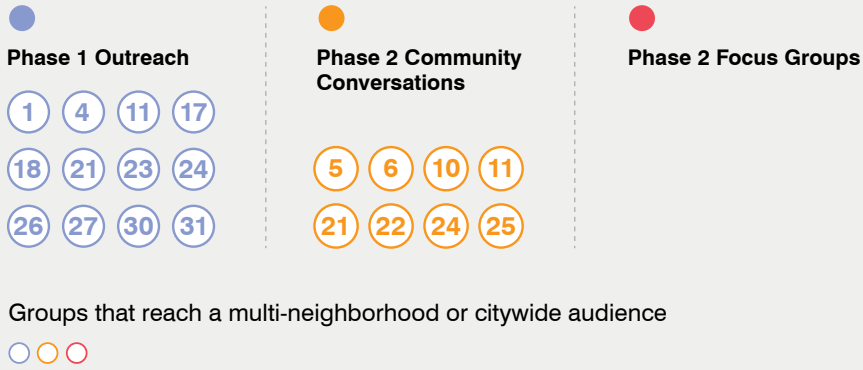 Phase 1 Outreach
1 4 11 17
18 21 23 24
26 27 30 31
Phase 2 Community
Conversations
5 6 10 11
21 22 24 25
Phase 2 Focus Groups
Groups that reach a multi-neighborhood or citywide audience